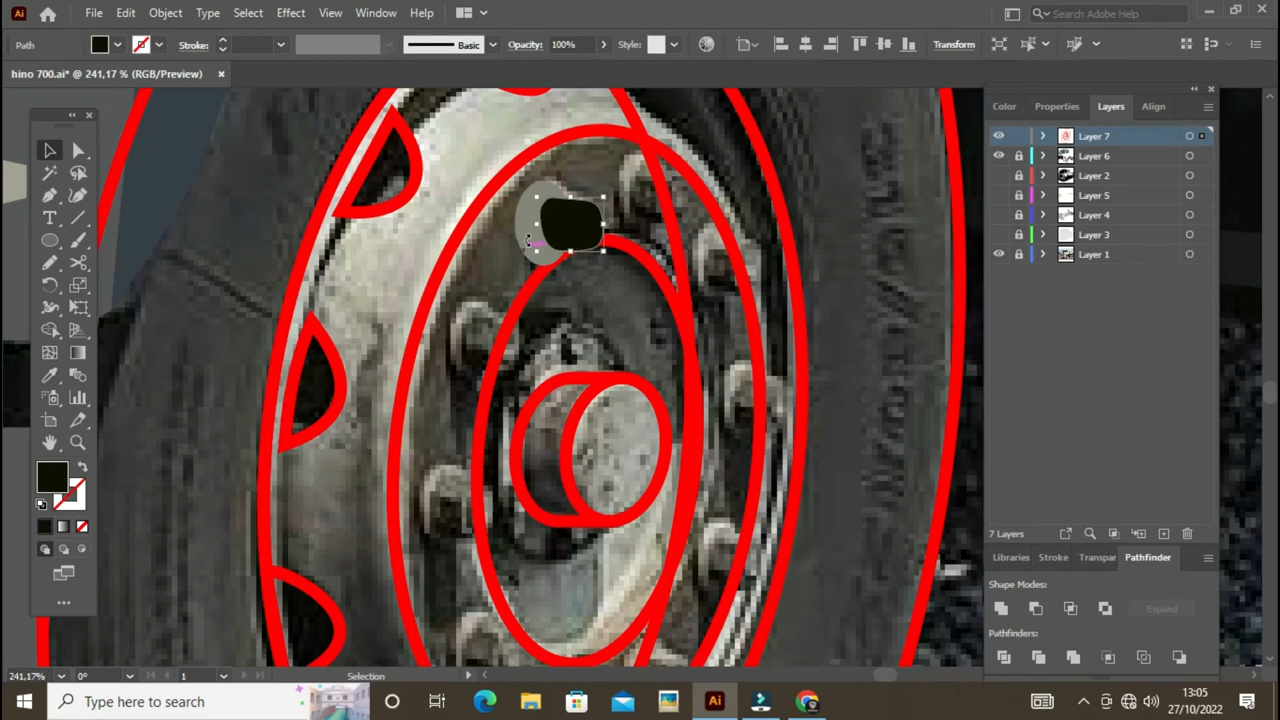 Ai File Edit Object Type Select Effect View Window Help Search Adobe Help
Path Stroke: Basic Opacity: 100% Style: Transform
hino 700.ai* @ 241,17 % (RGB/Preview)
Color Properties Layers Align
Layer 7
Layer 6
Layer 2
Layer 5
Layer 4
Layer 3
Layer 1
7 Layers
Libraries Stroke Transpar Pathfinder
Shape Modes:
Expand
Pathfinders:
241,17% 0° 1 Selection
Type here to search
Ai
13:05
27/10/2022